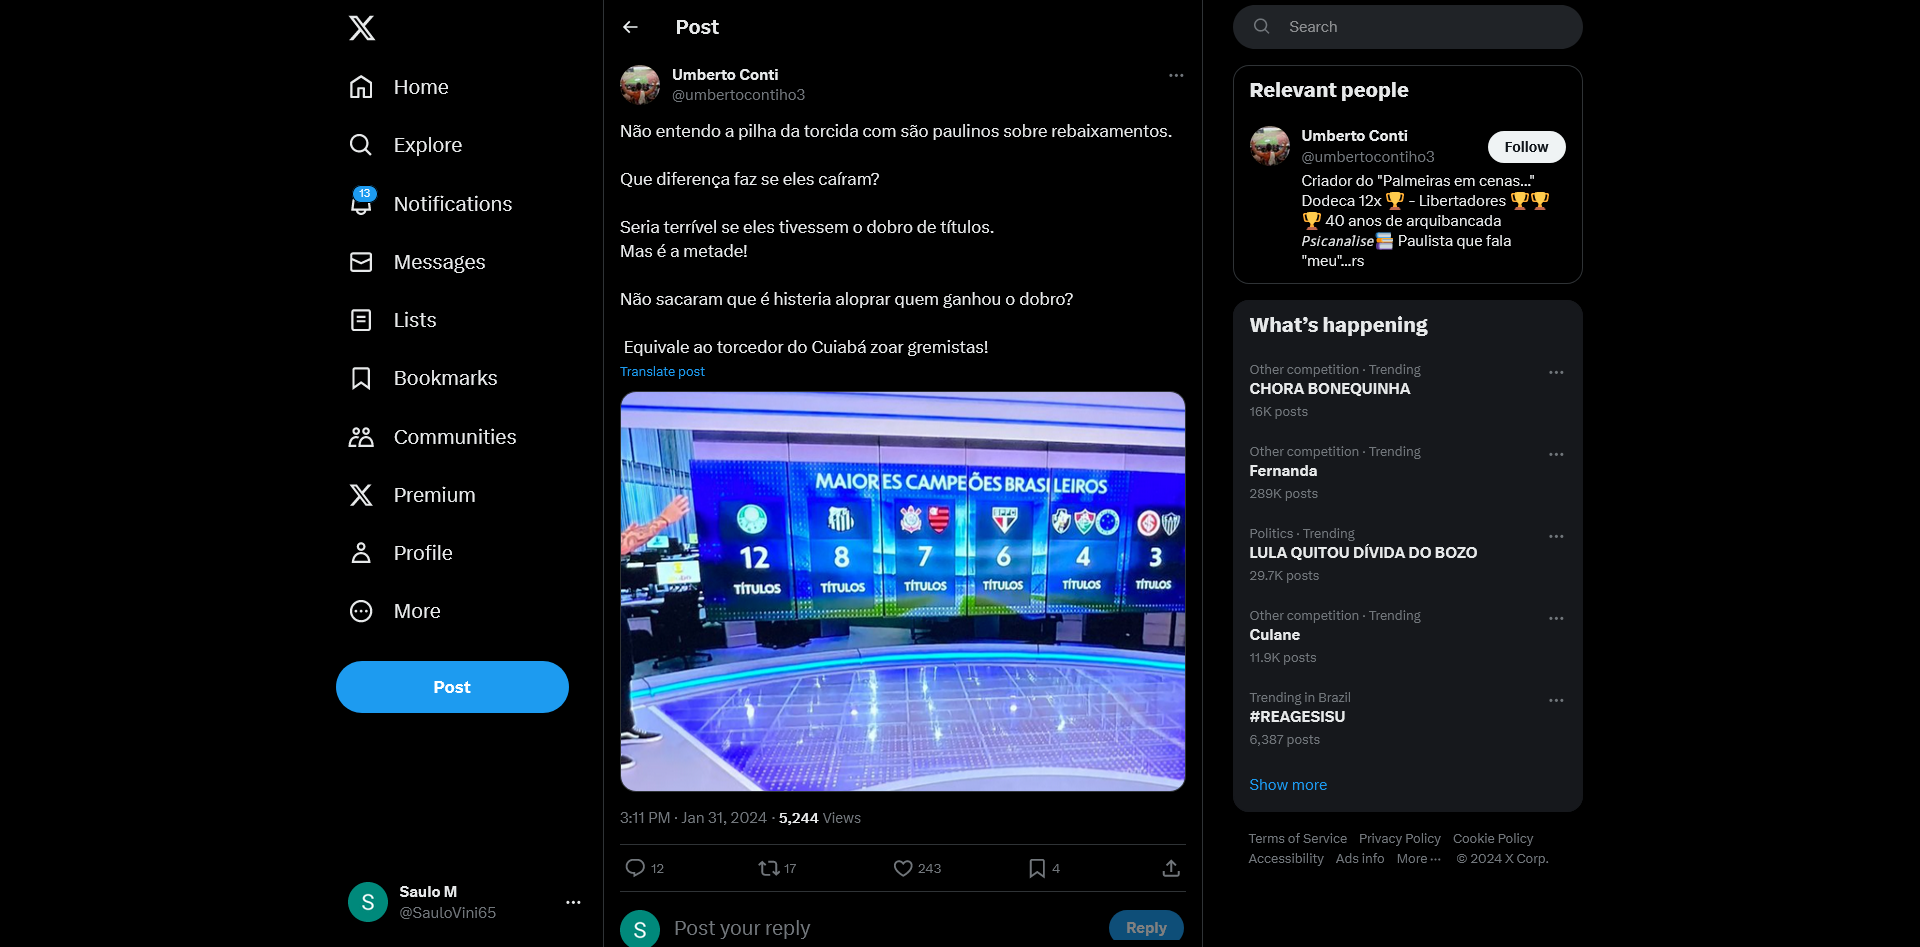 Home
Explore
13
Notifications
Messages
Lists
Bookmarks
Communities
Premium
Profile
More
Post
S
Saulo M
@SauloVini65
Post
Umberto Conti
@umbertocontiho3
Não entendo a pilha da torcida com são paulinos sobre rebaixamentos.
Que diferença faz se eles caíram?
Seria terrível se eles tivessem o dobro de títulos.
Mas é a metade!
Não sacaram que é histeria aloprar quem ganhou o dobro?
Equivale ao torcedor do Cuiabá zoar gremistas!
Translate post
MAIORES CAMPEÕES BRASILEIROS
12 8 7 6 4 3
TÍTULOS TÍTULOS TÍTULOS TÍTULOS TÍTULOS TÍTULOS
3:11 PM · Jan 31, 2024 · 5,244 Views
12 17 243 4
S
Post your reply
Reply
Search
Relevant people
Umberto Conti
@umbertocontiho3
Follow
Criador do "Palmeiras em cenas..."
Dodeca 12x 🏆 - Libertadores 🏆🏆
🏆 40 anos de arquibancada
Psicanalise📚 Paulista que fala
"meu"...rs
What's happening
Other competition · Trending
CHORA BONEQUINHA
16K posts
Other competition · Trending
Fernanda
289K posts
Politics · Trending
LULA QUITOU DÍVIDA DO BOZO
29.7K posts
Other competition · Trending
Culane
11.9K posts
Trending in Brazil
#REAGESISU
6,387 posts
Show more
Terms of Service Privacy Policy Cookie Policy
Accessibility Ads info More ··· © 2024 X Corp.